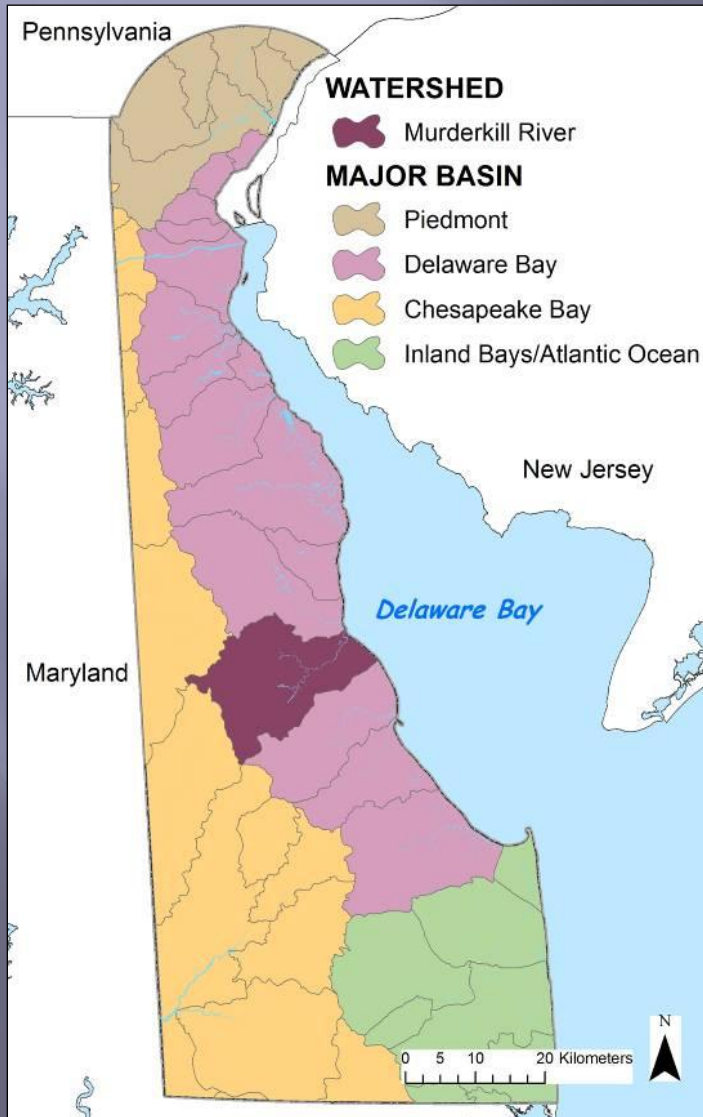 Pennsylvania
WATERSHED
Murderkill River
MAJOR BASIN
Piedmont
Delaware Bay
Chesapeake Bay
Inland Bays/Atlantic Ocean
New Jersey
Delaware Bay
Maryland
N
0 5 10 20 Kilometers